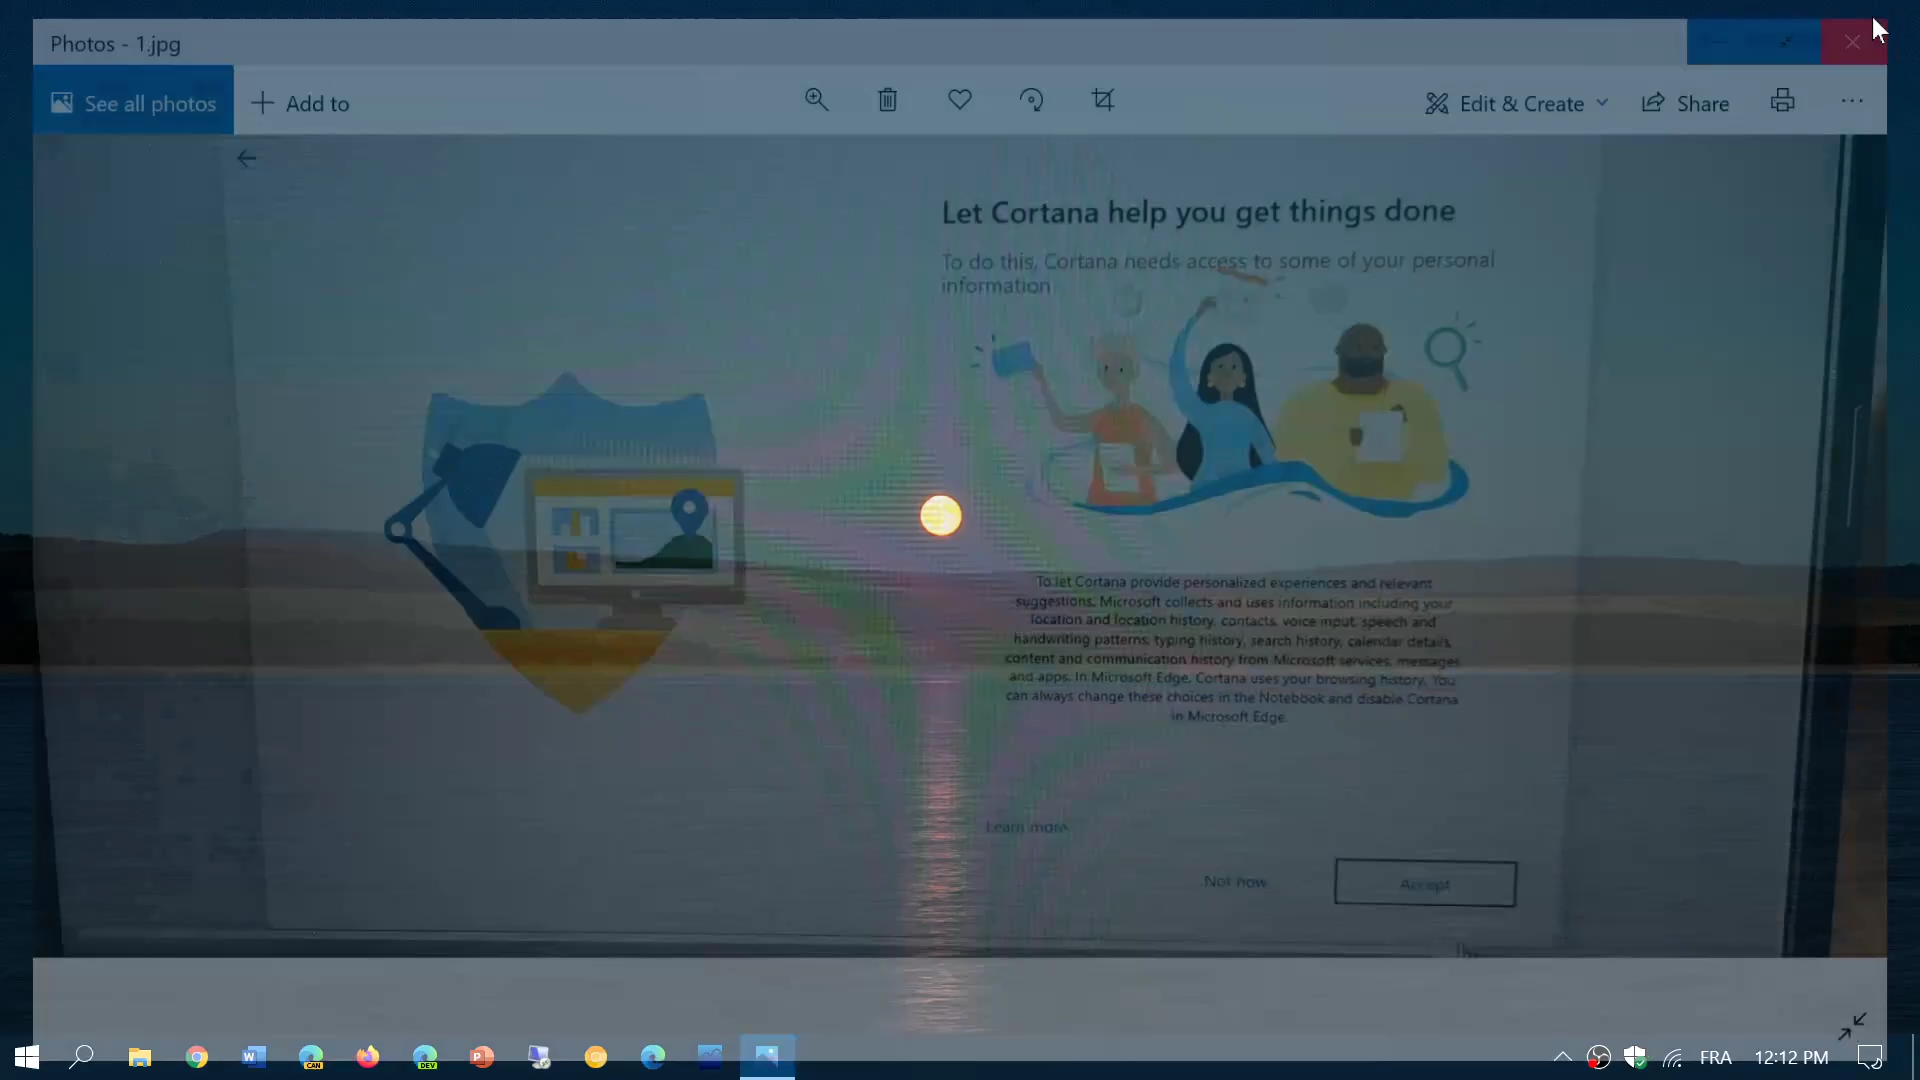 Photos - 1.jpg
See all photos
Add to
Edit & Create
Share
Let Cortana help you get things done
To do this, Cortana needs access to some of your personal
information
To let Cortana provide personalized experiences and relevant
suggestions, Microsoft collects and uses information including your
location and location history, contacts, voice input, speech and
handwriting patterns, typing history, search history, calendar details,
content and communication history from Microsoft services, messages
and apps. In Microsoft Edge, Cortana uses your browsing history. You
can always change these choices in the Notebook and disable Cortana
in Microsoft Edge.
Learn more
Not now
Accept
CAN
DEV
FRA
12:12 PM